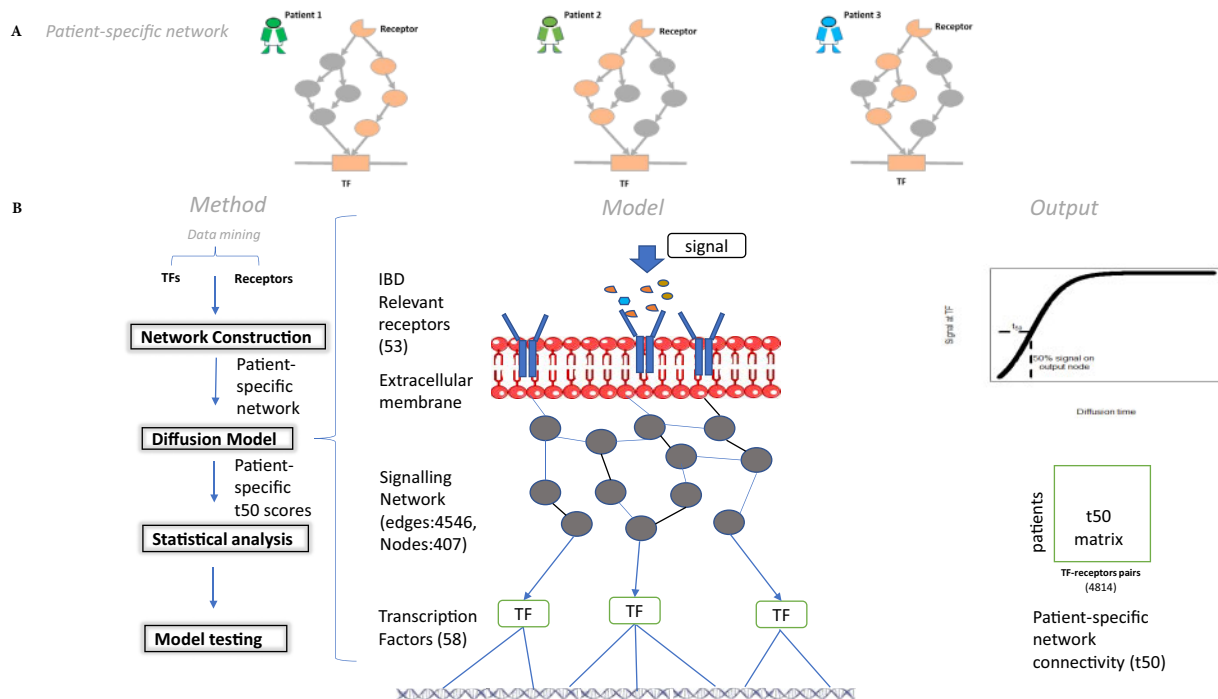 A
Patient-specific network
Patient 1
Receptor
TF
Patient 2
Receptor
TF
Patient 3
Receptor
TF
B
Method
Data mining
TFs
Receptors
Network Construction
Patient-
specific
network
Diffusion Model
Patient-
specific
t50 scores
Statistical analysis
Model testing
Model
signal
IBD
Relevant
receptors
(53)
Extracellular
membrane
Signalling
Network
(edges:4546,
Nodes:407)
Transcription
Factors (58)
TF
TF
TF
Output
Signal at TF
50% signal on
output node
Diffusion time
patients
t50
matrix
TF-receptors pairs
(4814)
Patient-specific
network
connectivity (t50)